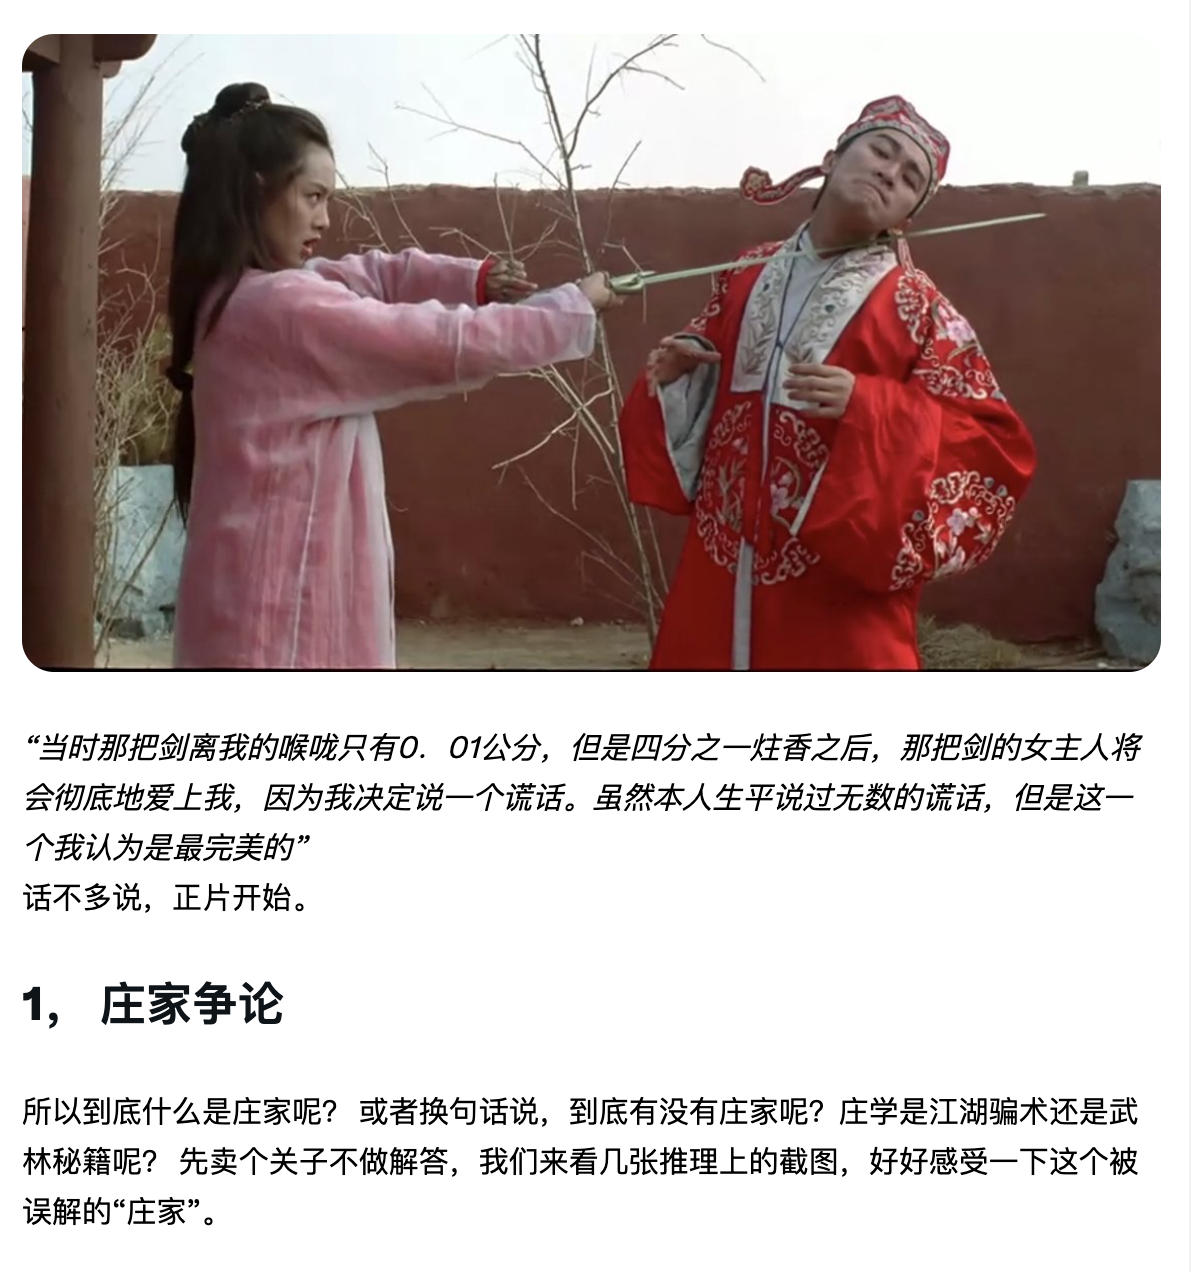 “当时那把剑离我的喉咙只有0．01公分，但是四分之一炷香之后，那把剑的女主人将
会彻底地爱上我，因为我决定说一个谎话。虽然本人生平说过无数的谎话，但是这一
个我认为是最完美的”
话不多说，正片开始。
1， 庄家争论
所以到底什么是庄家呢？ 或者换句话说，到底有没有庄家呢？庄学是江湖骗术还是武
林秘籍呢？ 先卖个关子不做解答，我们来看几张推理上的截图，好好感受一下这个被
误解的“庄家”。